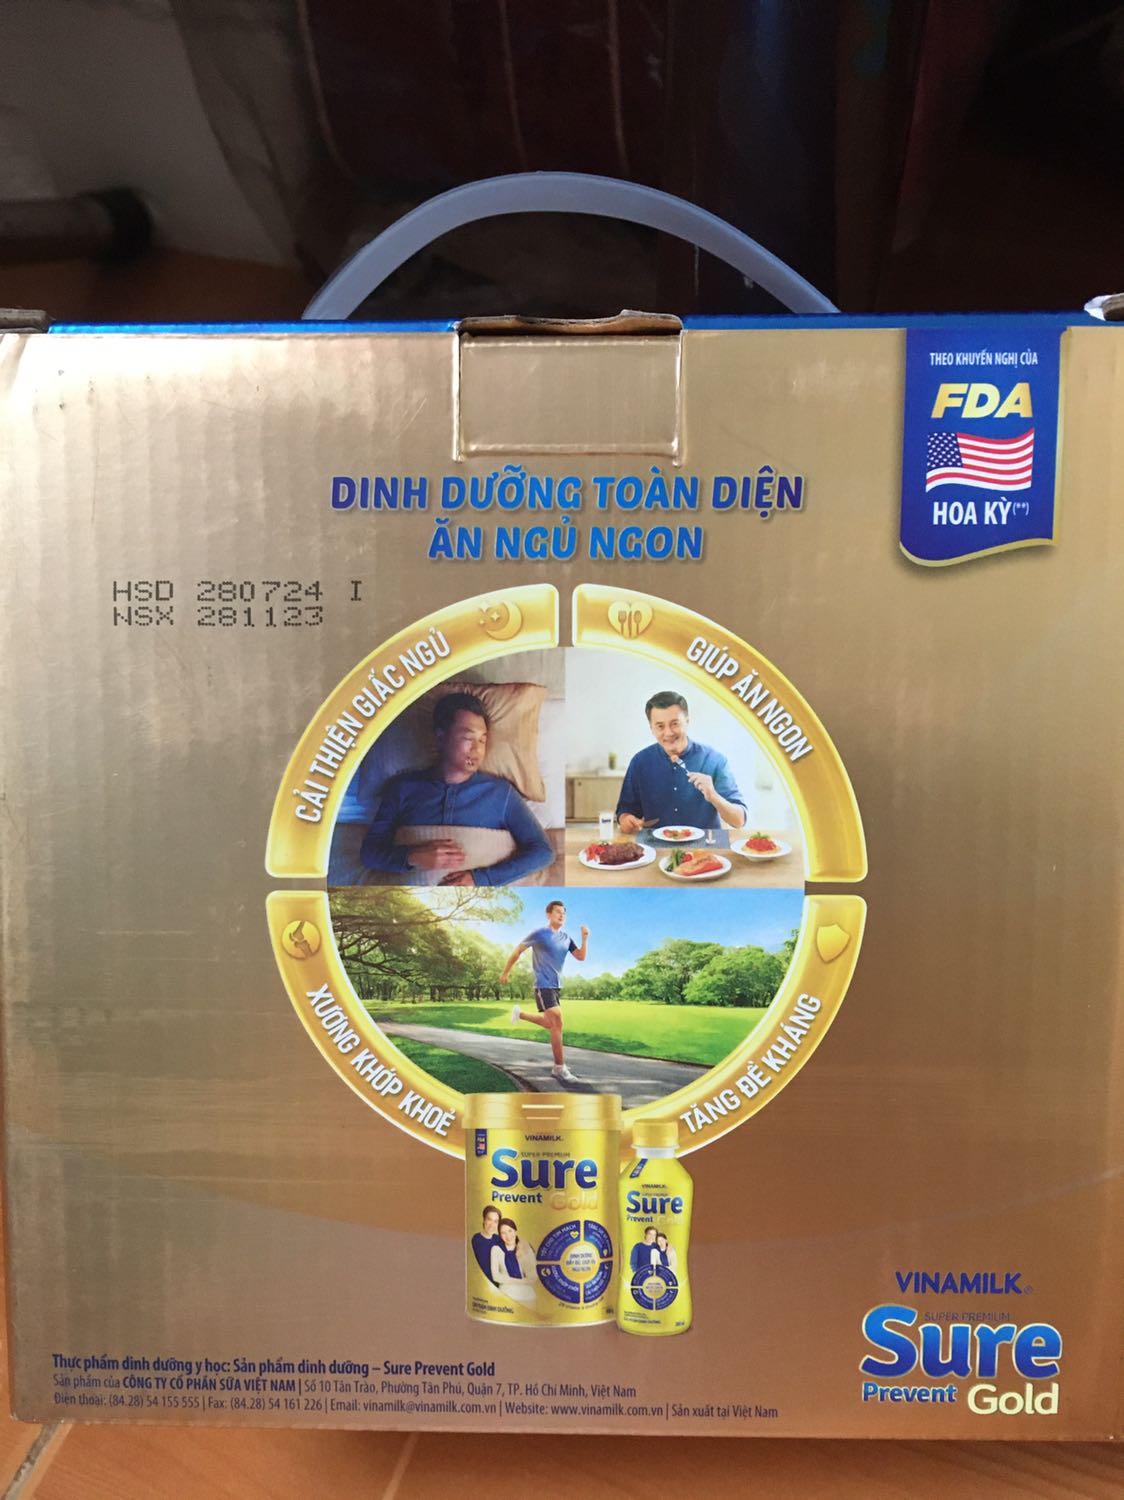 THEO KHUYẾN NGHỊ CỦA
FDA
HOA KỲ(**)
DINH DƯỠNG TOÀN DIỆN
ĂN NGỦ NGON
HSD 280724 I
NSX 281123
CẢI THIỆN GIẤC NGỦ
GIÚP ĂN NGON
XƯƠNG KHỚP KHOẺ
TĂNG ĐỀ KHÁNG
VINAMILK
SUPER PREMIUM
Sure
Prevent Gold
VINAMILK
Sure
Prevent Gold
VINAMILK®
SUPER PREMIUM
Sure
Prevent Gold
Thực phẩm dinh dưỡng y học: Sản phẩm dinh dưỡng – Sure Prevent Gold
Sản phẩm của CÔNG TY CỔ PHẦN SỮA VIỆT NAM | Số 10 Tân Trào, Phường Tân Phú, Quận 7, TP. Hồ Chí Minh, Việt Nam
Điện thoại: (84.28) 54 155 555 | Fax: (84.28) 54 161 226 | Email: vinamilk@vinamilk.com.vn | Website: www.vinamilk.com.vn | Sản xuất tại Việt Nam